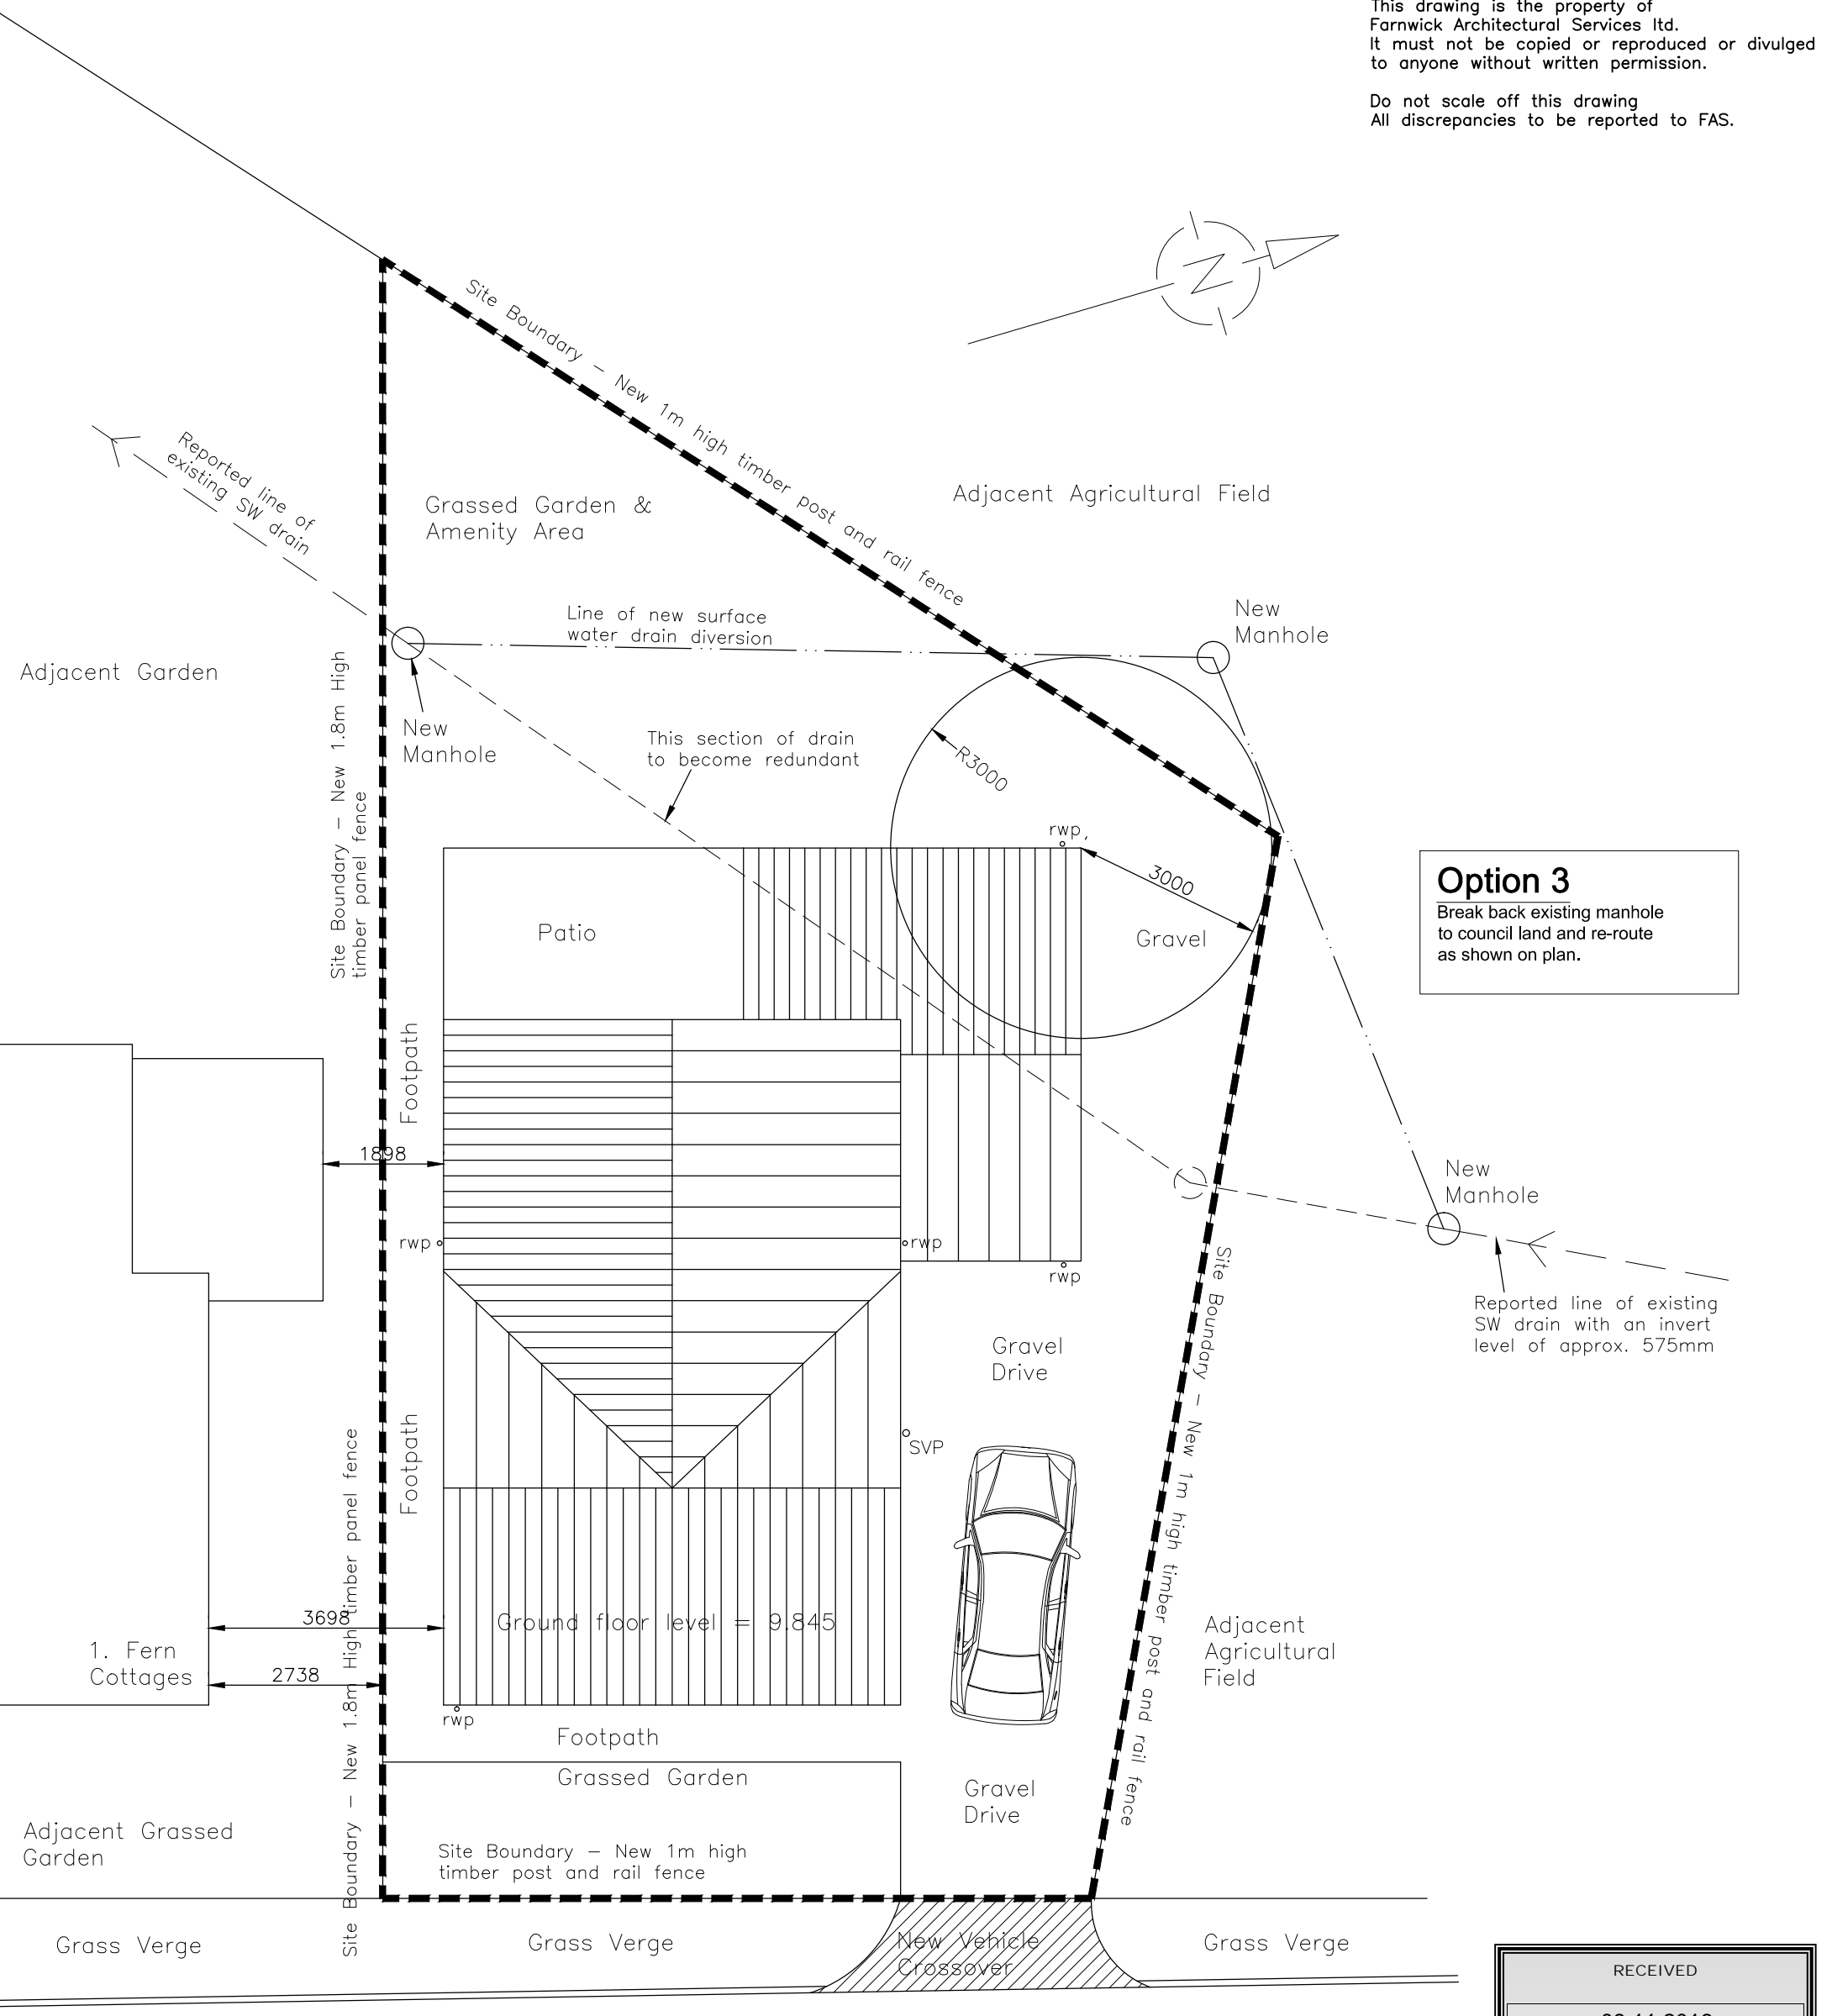 This drawing is the property of
Farnwick Architectural Services ltd.
It must not be copied or reproduced or divulged
to anyone without written permission.
Do not scale off this drawing
All discrepancies to be reported to FAS.
N
Site Boundary – New 1m high timber post and rail fence
Reported line of
existing SW drain
Grassed Garden &
Amenity Area
Adjacent Agricultural Field
Line of new surface
water drain diversion
New
Manhole
Adjacent Garden
Site Boundary – New 1.8m High
timber panel fence
New
Manhole
This section of drain
to become redundant
R3000
rwp,
3000
Option 3
Break back existing manhole
to council land and re-route
as shown on plan.
Patio
Gravel
Footpath
1898
New
Manhole
rwp
rwp
rwp
Reported line of existing
SW drain with an invert
level of approx. 575mm
Gravel
Drive
Site Boundary – New 1m high timber post and rail fence
Footpath
SVP
Site Boundary – New 1.8m High timber panel fence
3698
Ground floor level = 9.845
1. Fern
Cottages
2738
Adjacent
Agricultural
Field
rwp
Footpath
Grassed Garden
Gravel
Drive
Adjacent Grassed
Garden
Site Boundary – New 1m high
timber post and rail fence
Grass Verge
Grass Verge
New Vehicle
Crossover
Grass Verge
RECEIVED